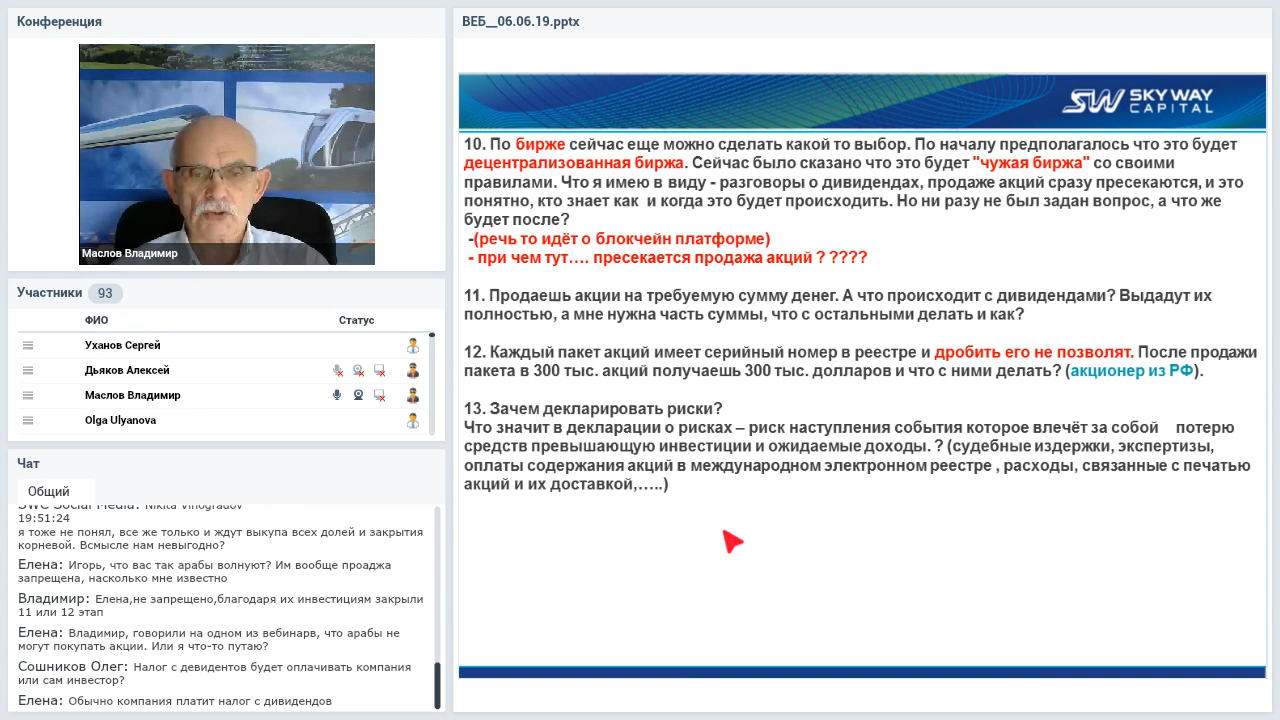 Конференция
Маслов Владимир
Участники 93
ФИО Статус
Уханов Сергей
Дьяков Алексей
Маслов Владимир
Olga Ulyanova
Чат
Общий
SWC Social Media: Nikita Vinogradov
19:51:24
я тоже не понял, все же только и ждут выкупа всех долей и закрытия
корневой. Всмысле нам невыгодно?
Елена: Игорь, что вас так арабы волнуют? Им вообще проаджа
запрещена, насколько мне известно
Владимир: Елена,не запрещено,благодаря их инвестициям закрыли
11 или 12 этап
Елена: Владимир, говорили на одном из вебинарв, что арабы не
могут покупать акции. Или я что-то путаю?
Сошников Олег: Налог с девидентов будет оплачивать компания
или сам инвестор?
Елена: Обычно компания платит налог с дивидендов
ВЕБ__06.06.19.pptx
SW SKY WAY
CAPITAL
10. По бирже сейчас еще можно сделать какой то выбор. По началу предполагалось что это будет
децентрализованная биржа. Сейчас было сказано что это будет "чужая биржа" со своими
правилами. Что я имею в виду - разговоры о дивидендах, продаже акций сразу пресекаются, и это
понятно, кто знает как и когда это будет происходить. Но ни разу не был задан вопрос, а что же
будет после?
-(речь то идёт о блокчейн платформе)
- при чем тут…. пресекается продажа акций ? ????
11. Продаешь акции на требуемую сумму денег. А что происходит с дивидендами? Выдадут их
полностью, а мне нужна часть суммы, что с остальными делать и как?
12. Каждый пакет акций имеет серийный номер в реестре и дробить его не позволят. После продажи
пакета в 300 тыс. акций получаешь 300 тыс. долларов и что с ними делать? (акционер из РФ).
13. Зачем декларировать риски?
Что значит в декларации о рисках – риск наступления события которое влечёт за собой потерю
средств превышающую инвестиции и ожидаемые доходы. ? (судебные издержки, экспертизы,
оплаты содержания акций в международном электронном реестре , расходы, связанные с печатью
акций и их доставкой,…..)